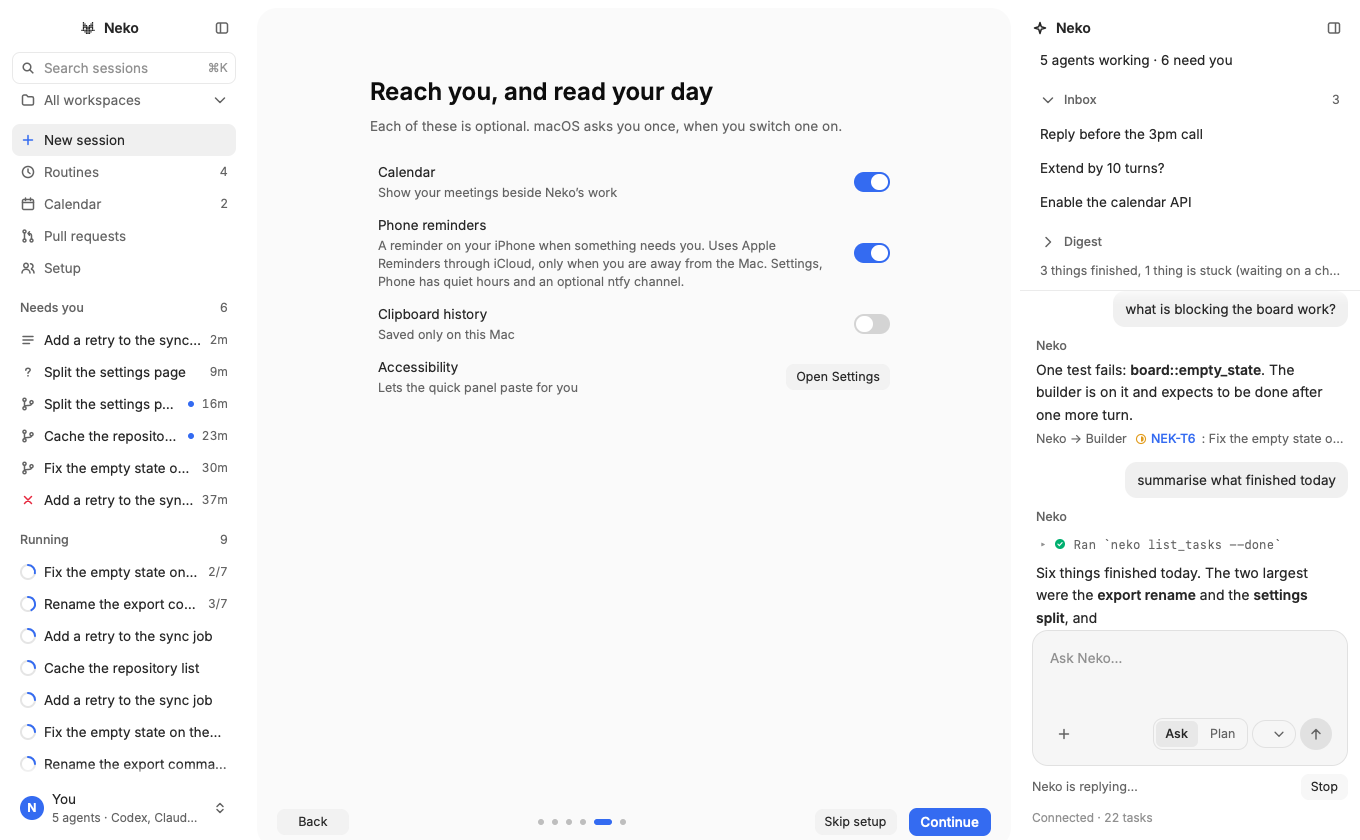 Neko
Search sessions ⌘K
All workspaces
New session
Routines 4
Calendar 2
Pull requests
Setup
Needs you 6
Add a retry to the sync... 2m
Split the settings page 9m
Split the settings p... 16m
Cache the reposito... 23m
Fix the empty state o... 30m
Add a retry to the syn... 37m
Running 9
Fix the empty state on... 2/7
Rename the export co... 3/7
Add a retry to the sync job
Cache the repository list
Add a retry to the sync job
Fix the empty state on the...
Rename the export comma...
N
You
5 agents · Codex, Claud...
Reach you, and read your day
Each of these is optional. macOS asks you once, when you switch one on.
Calendar
Show your meetings beside Neko’s work
Phone reminders
A reminder on your iPhone when something needs you. Uses Apple
Reminders through iCloud, only when you are away from the Mac. Settings,
Phone has quiet hours and an optional ntfy channel.
Clipboard history
Saved only on this Mac
Accessibility
Lets the quick panel paste for you
Open Settings
Back
Skip setup
Continue
Neko
5 agents working · 6 need you
Inbox 3
Reply before the 3pm call
Extend by 10 turns?
Enable the calendar API
Digest
3 things finished, 1 thing is stuck (waiting on a ch...
what is blocking the board work?
Neko
One test fails: board::empty_state. The
builder is on it and expects to be done after
one more turn.
Neko → Builder NEK-T6 : Fix the empty state o...
summarise what finished today
Neko
Ran `neko list_tasks --done`
Six things finished today. The two largest
were the export rename and the settings
split, and
Ask Neko...
Ask Plan
Neko is replying...
Stop
Connected · 22 tasks